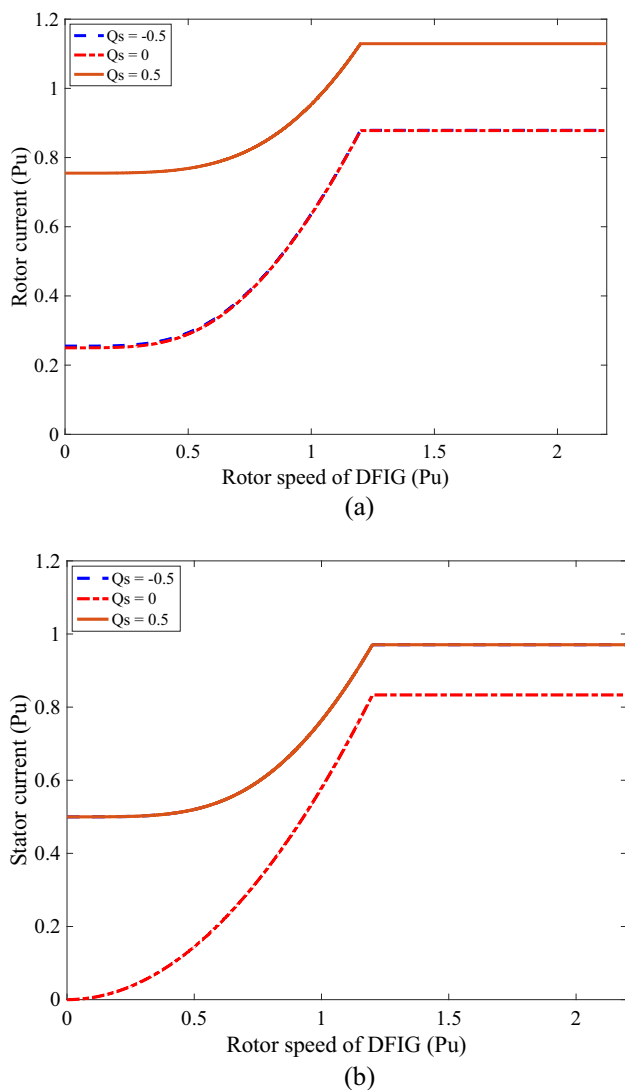 1.2
1
0.8
0.6
0.4
0.2
0
Qs = -0.5
Qs = 0
Qs = 0.5
Rotor current (Pu)
0 0.5 1 1.5 2
Rotor speed of DFIG (Pu)
(a)
1.2
1
0.8
0.6
0.4
0.2
0
Qs = -0.5
Qs = 0
Qs = 0.5
Stator current (Pu)
0 0.5 1 1.5 2
Rotor speed of DFIG (Pu)
(b)